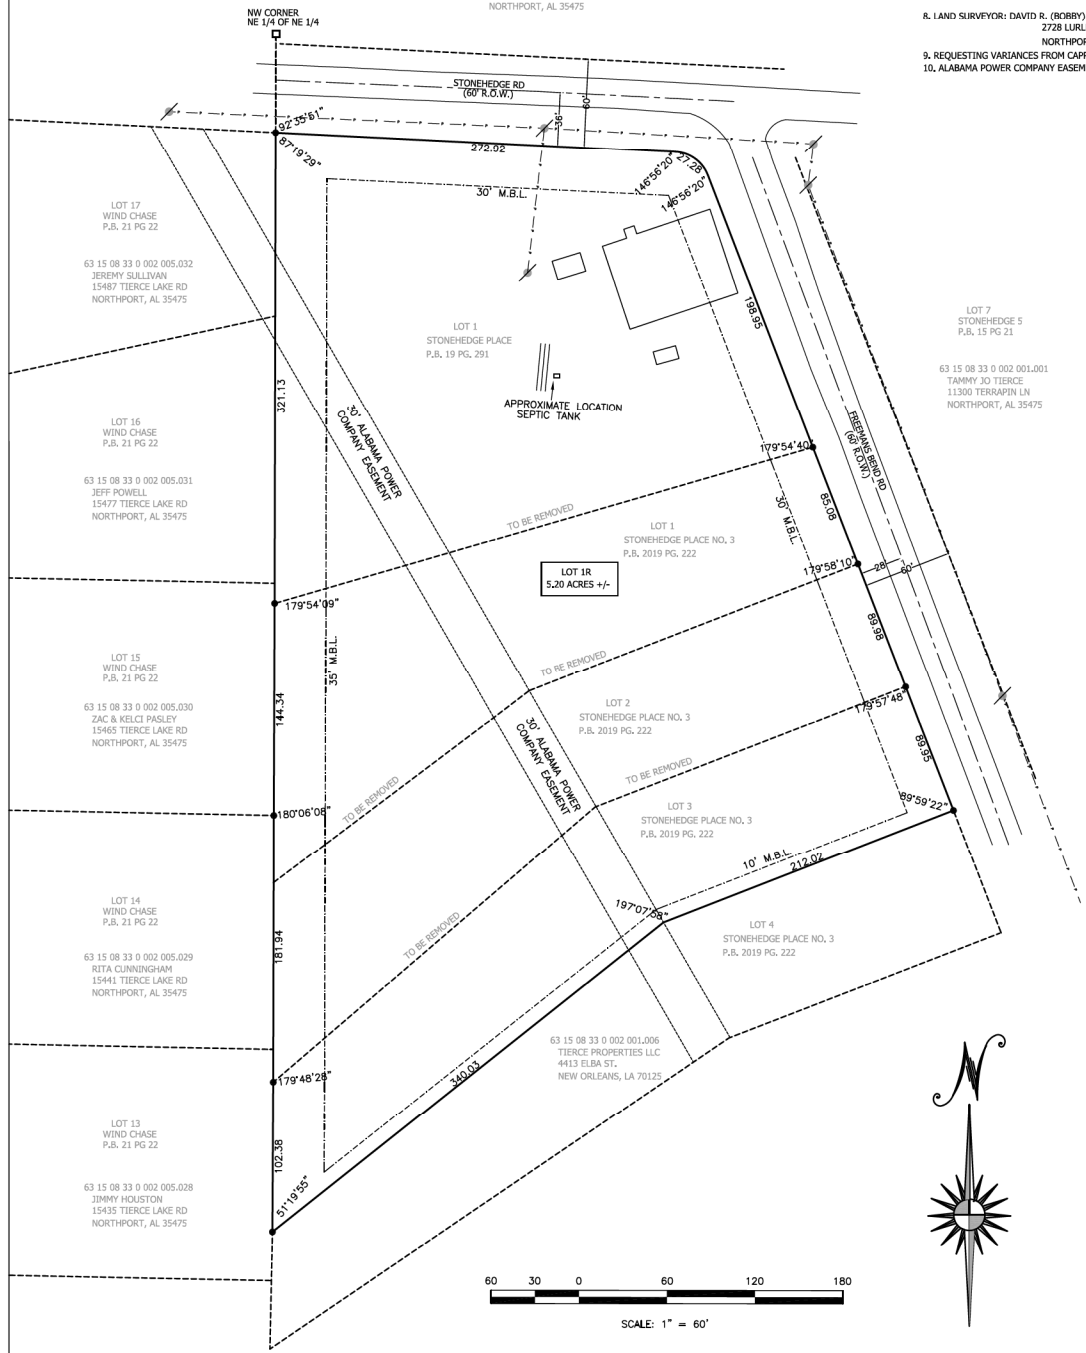 NORTHPORT, AL 35475
NW CORNER
NE 1/4 OF NE 1/4
8. LAND SURVEYOR: DAVID R. (BOBBY)
2728 LURL
NORTHPOR
9. REQUESTING VARIANCES FROM CAPP
10. ALABAMA POWER COMPANY EASEM
STONEHEDGE RD
(60' R.O.W.)
36'
60'
92°35'51"
87°19'29"
272.92
146°56'20"
27.28
146°56'20"
30' M.B.L.
LOT 17
WIND CHASE
P.B. 21 PG 22
63 15 08 33 0 002 005.032
JEREMY SULLIVAN
15487 TIERCE LAKE RD
NORTHPORT, AL 35475
LOT 1
STONEHEDGE PLACE
P.B. 19 PG. 291
198.95
LOT 7
STONEHEDGE 5
P.B. 15 PG 21
63 15 08 33 0 002 001.001
TAMMY JO TIERCE
11300 TERRAPIN LN
NORTHPORT, AL 35475
321.13
APPROXIMATE LOCATION
SEPTIC TANK
30' ALABAMA POWER
COMPANY EASEMENT
FREEMANS BEND RD
(60' R.O.W.)
LOT 16
WIND CHASE
P.B. 21 PG 22
63 15 08 33 0 002 005.031
JEFF POWELL
15477 TIERCE LAKE RD
NORTHPORT, AL 35475
179°54'40"
85.08
30' M.B.L.
TO BE REMOVED
LOT 1
STONEHEDGE PLACE NO. 3
P.B. 2019 PG. 222
LOT 1R
5.20 ACRES +/-
179°58'10"
28'
60'
179°54'09"
89.98
35' M.B.L.
TO BE REMOVED
LOT 15
WIND CHASE
P.B. 21 PG 22
63 15 08 33 0 002 005.030
ZAC & KELCI PASLEY
15465 TIERCE LAKE RD
NORTHPORT, AL 35475
144.34
LOT 2
STONEHEDGE PLACE NO. 3
P.B. 2019 PG. 222
179°57'48"
30' ALABAMA POWER
COMPANY EASEMENT
89.95
TO BE REMOVED
TO BE REMOVED
180°06'08"
LOT 3
STONEHEDGE PLACE NO. 3
P.B. 2019 PG. 222
89°59'22"
10' M.B.L.
212.02
LOT 14
WIND CHASE
P.B. 21 PG 22
63 15 08 33 0 002 005.029
RITA CUNNINGHAM
15441 TIERCE LAKE RD
NORTHPORT, AL 35475
181.94
TO BE REMOVED
197°07'58"
LOT 4
STONEHEDGE PLACE NO. 3
P.B. 2019 PG. 222
63 15 08 33 0 002 001.006
TIERCE PROPERTIES LLC
4413 ELBA ST.
NEW ORLEANS, LA 70125
340.03
179°48'28"
LOT 13
WIND CHASE
P.B. 21 PG 22
63 15 08 33 0 002 005.028
JIMMY HOUSTON
15435 TIERCE LAKE RD
NORTHPORT, AL 35475
102.38
51°19'55"
N
60 30 0 60 120 180
SCALE: 1" = 60'